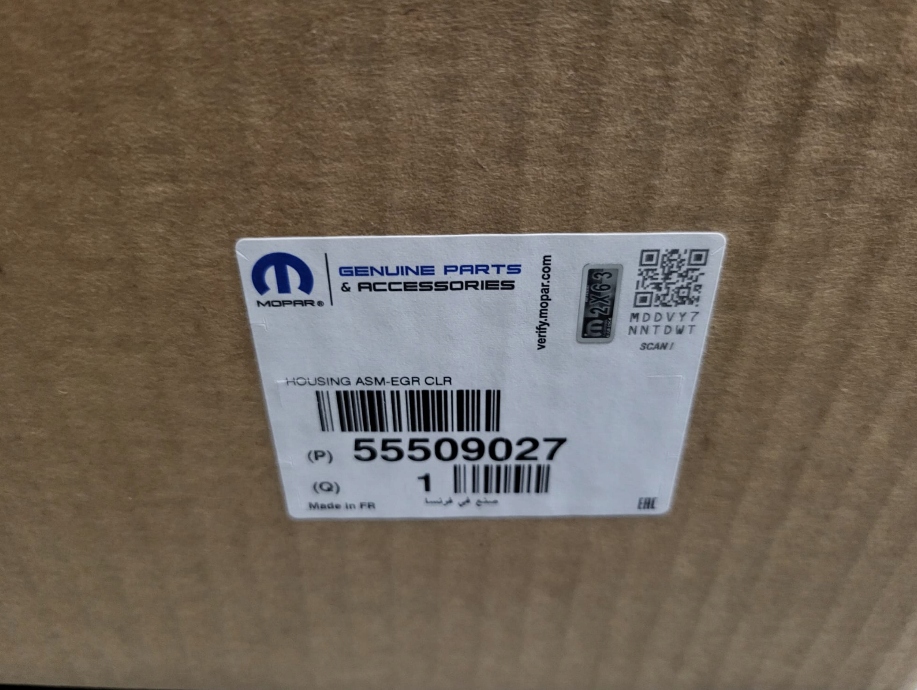 MOPAR®
GENUINE PARTS
& ACCESSORIES
verify.mopar.com
m 2X63
MDDVY7
NNTDWT
SCAN!
HOUSING ASM-EGR CLR
(P) 55509027
(Q) 1
Made in FR صنع في فرنسا
EAC